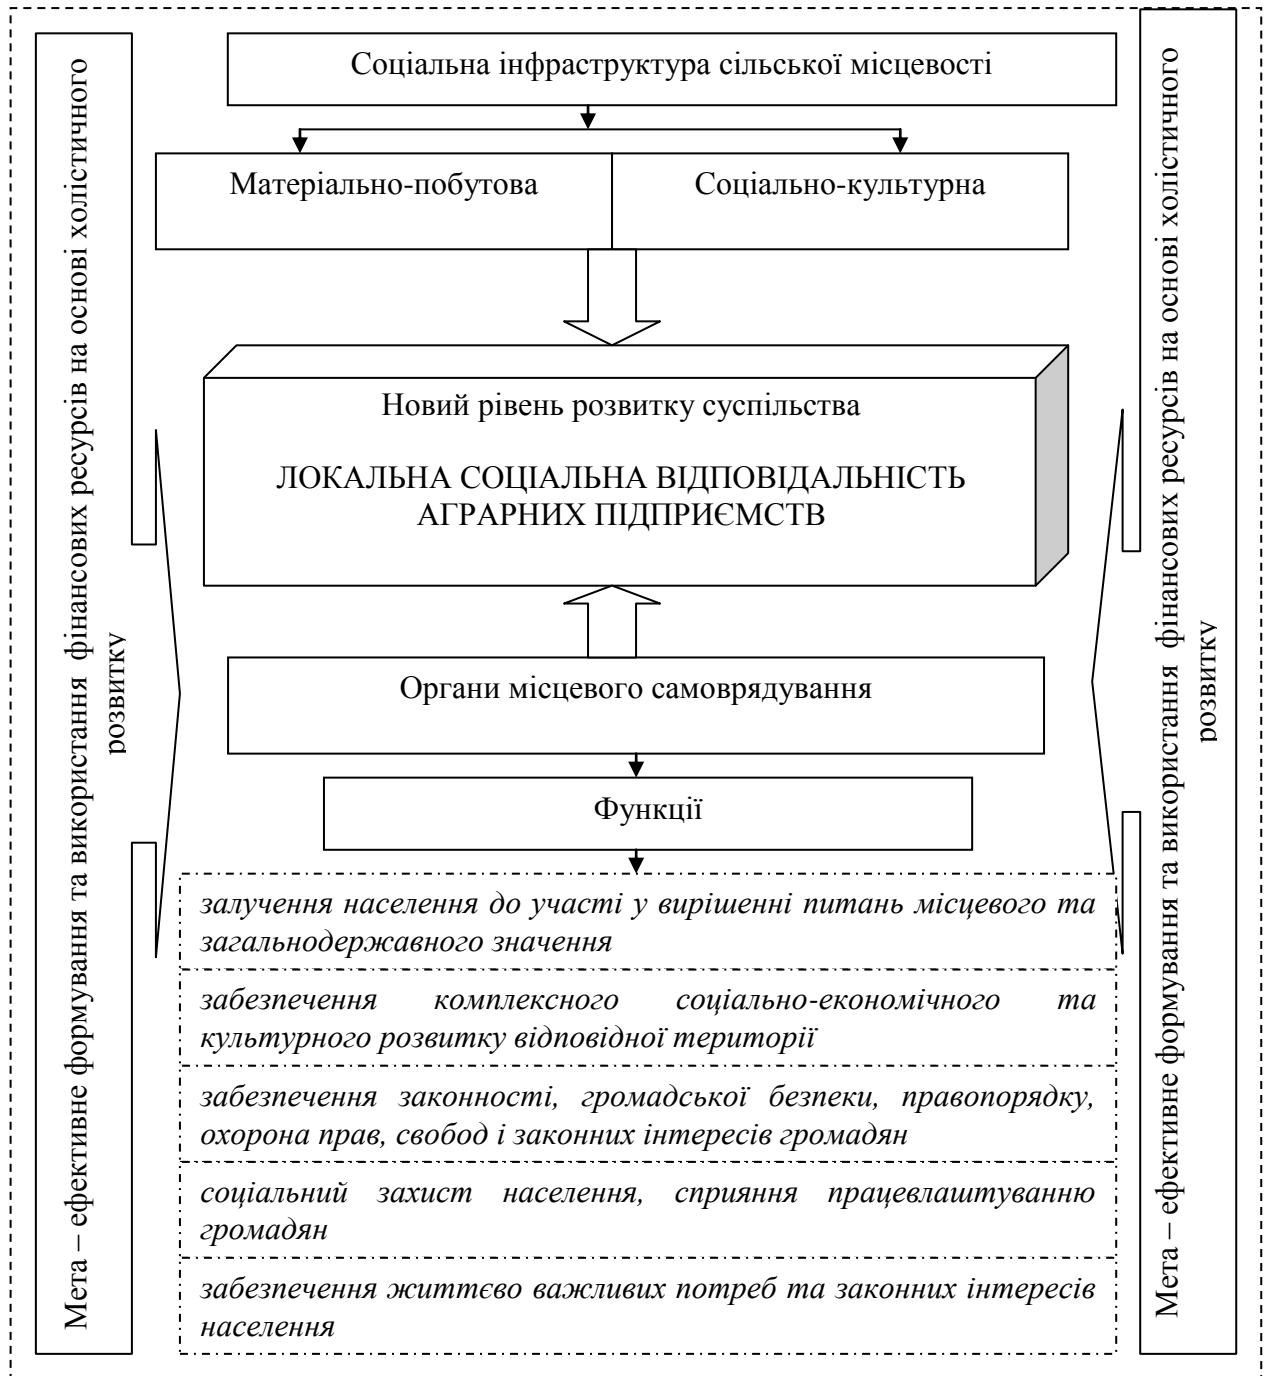 Мета – ефективне формування та використання фінансових ресурсів на основі холістичного
розвитку
Соціальна інфраструктура сільської місцевості
Матеріально-побутова
Соціально-культурна
Новий рівень розвитку суспільства
ЛОКАЛЬНА СОЦІАЛЬНА ВІДПОВІДАЛЬНІСТЬ
АГРАРНИХ ПІДПРИЄМСТВ
Органи місцевого самоврядування
Функції
залучення населення до участі у вирішенні питань місцевого та
загальнодержавного значення
забезпечення комплексного соціально-економічного та
культурного розвитку відповідної території
забезпечення законності, громадської безпеки, правопорядку,
охорона прав, свобод і законних інтересів громадян
соціальний захист населення, сприяння працевлаштуванню
громадян
забезпечення життєво важливих потреб та законних інтересів
населення
Мета – ефективне формування та використання фінансових ресурсів на основі холістичного
розвитку